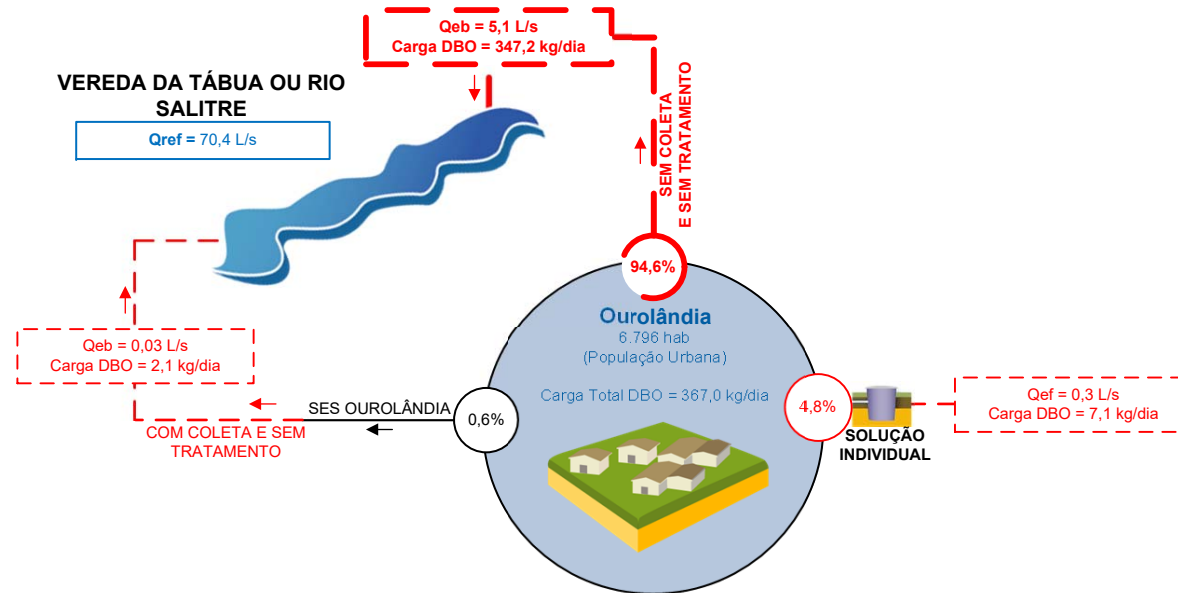 Qeb = 5,1 L/s
Carga DBO = 347,2 kg/dia
VEREDA DA TÁBUA OU RIO
SALITRE
Qref = 70,4 L/s
SEM COLETA
E SEM TRATAMENTO
94,6%
Ourolândia
6.796 hab
(População Urbana)
Carga Total DBO = 367,0 kg/dia
Qeb = 0,03 L/s
Carga DBO = 2,1 kg/dia
SES OUROLÂNDIA
0,6%
COM COLETA E SEM
TRATAMENTO
4,8%
SOLUÇÃO
INDIVIDUAL
Qef = 0,3 L/s
Carga DBO = 7,1 kg/dia